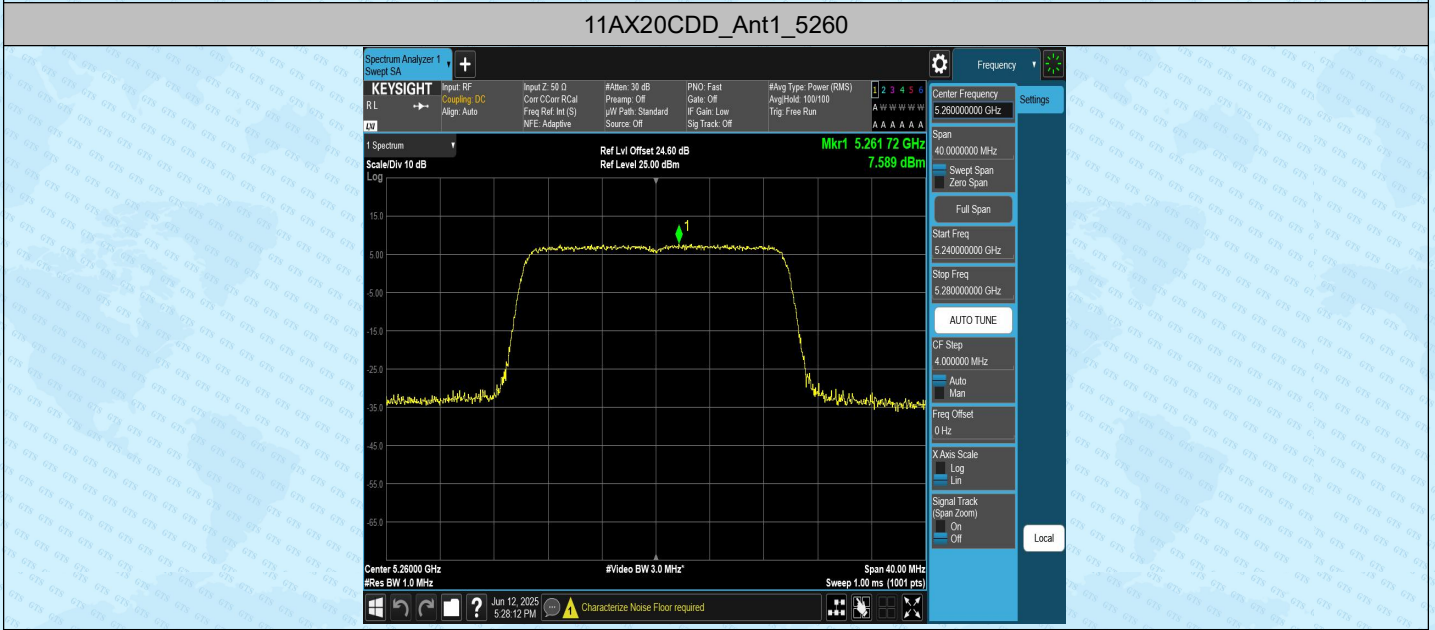 11AX20CDD_Ant1_5260
Spectrum Analyzer 1
Swept SA
+
Frequency
KEYSIGHT
RL
LXI
Input: RF
Coupling: DC
Align: Auto
Input Z: 50 Ω
Corr CCorr RCal
Freq Ref: Int (S)
NFE: Adaptive
#Atten: 30 dB
Preamp: Off
µW Path: Standard
Source: Off
PNO: Fast
Gate: Off
IF Gain: Low
Sig Track: Off
#Avg Type: Power (RMS)
Avg|Hold: 100/100
Trig: Free Run
1 2 3 4 5 6
A W W W W W
A A A A A A
1 Spectrum
Scale/Div 10 dB
Log
Ref Lvl Offset 24.60 dB
Ref Level 25.00 dBm
Mkr1 5.261 72 GHz
7.589 dBm
1
15.0
5.00
-5.00
-15.0
-25.0
-35.0
-45.0
-55.0
-65.0
Center 5.26000 GHz
#Res BW 1.0 MHz
#Video BW 3.0 MHz*
Span 40.00 MHz
Sweep 1.00 ms (1001 pts)
Center Frequency
5.260000000 GHz
Settings
Span
40.0000000 MHz
Swept Span
Zero Span
Full Span
Start Freq
5.240000000 GHz
Stop Freq
5.280000000 GHz
AUTO TUNE
CF Step
4.000000 MHz
Auto
Man
Freq Offset
0 Hz
X Axis Scale
Log
Lin
Signal Track
(Span Zoom)
On
Off
Local
?
Jun 12, 2025
5:28:12 PM
Characterize Noise Floor required
GTS